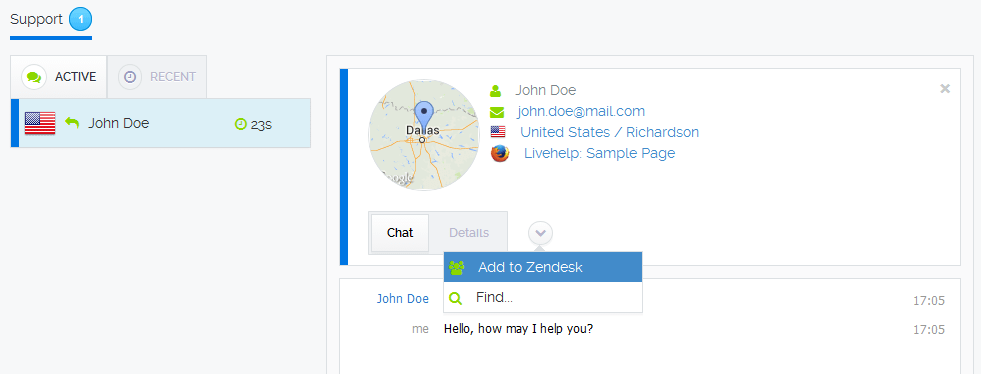 Support 1
ACTIVE RECENT
John Doe 23s
Dallas
Google
John Doe
john.doe@mail.com
United States / Richardson
Livehelp: Sample Page
Chat Details
Add to Zendesk
Find...
John Doe 17:05
me Hello, how may I help you? 17:05